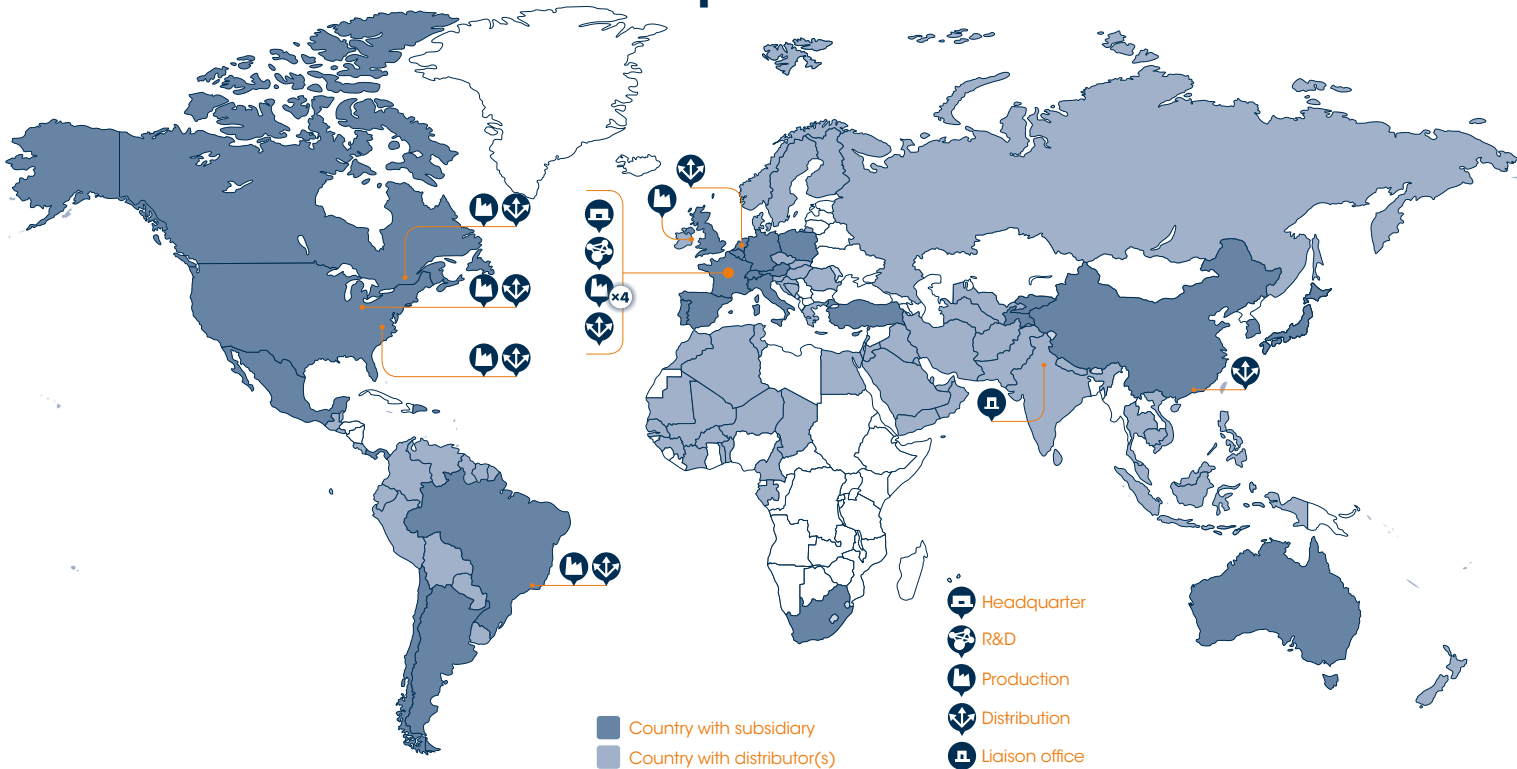 ×4
Headquarter
R&D
Production
Distribution
Liaison office
Country with subsidiary
Country with distributor(s)